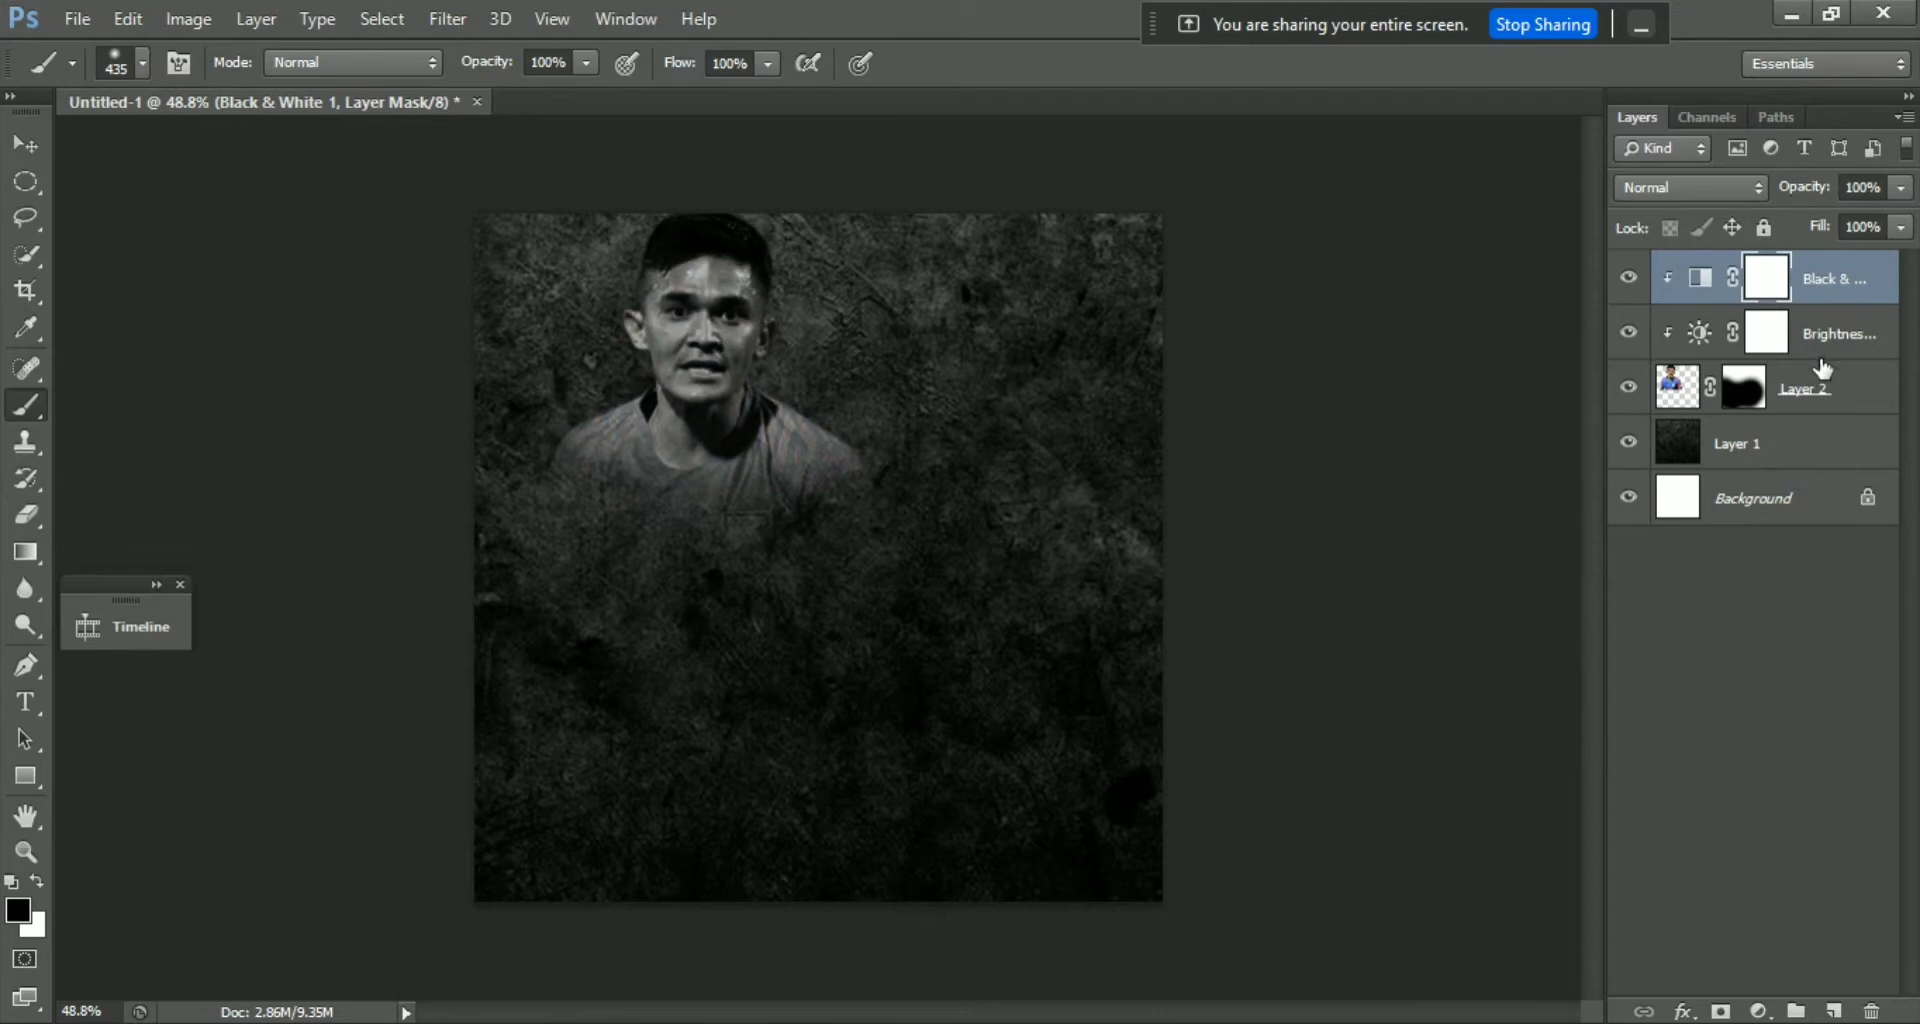 Ps File Edit Image Layer Type Select Filter 3D View Window Help
You are sharing your entire screen. Stop Sharing
435 Mode: Normal Opacity: 100% Flow: 100% Essentials
Untitled-1 @ 48.8% (Black & White 1, Layer Mask/8) * ×
Layers Channels Paths
Kind
Normal Opacity: 100%
Lock: Fill: 100%
Black & ...
Brightnes...
Layer 2
Layer 1
Background
Timeline
48.8% Doc: 2.86M/9.35M